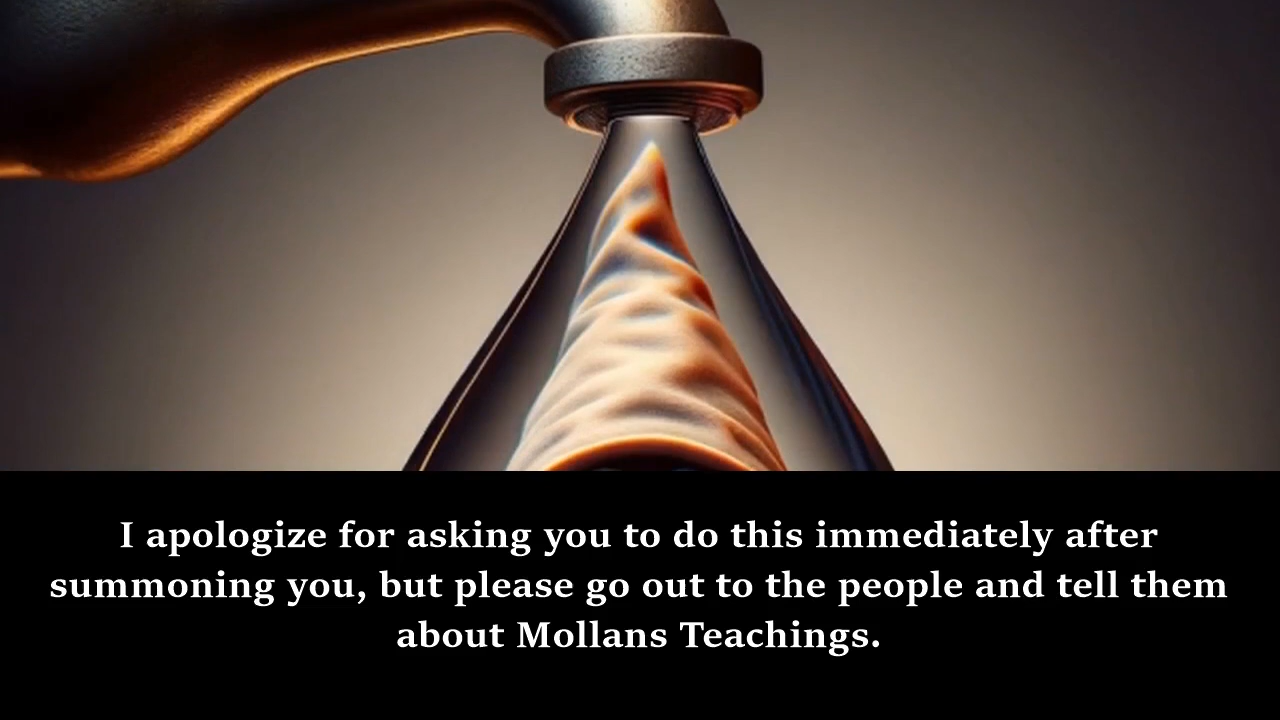 I apologize for asking you to do this immediately after
summoning you, but please go out to the people and tell them
about Mollans Teachings.